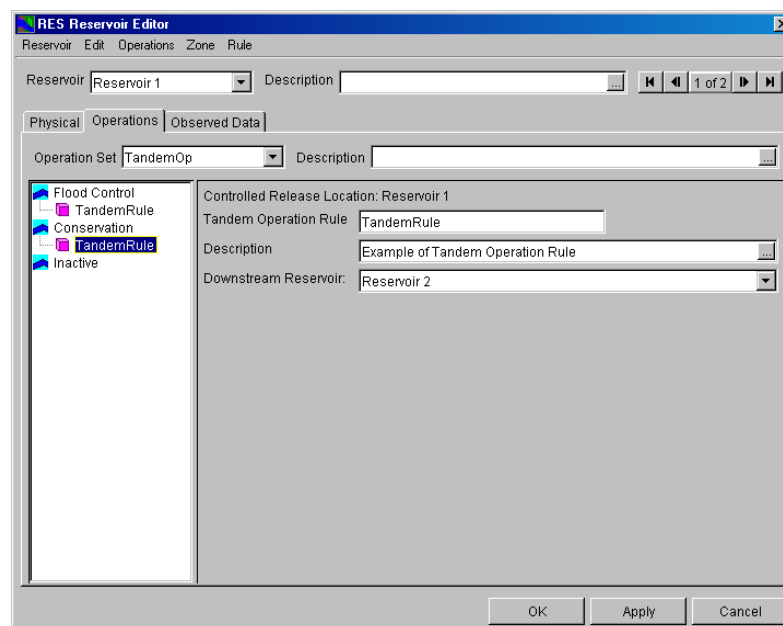 RES Reservoir Editor
Reservoir Edit Operations Zone Rule
Reservoir Reservoir 1 Description ... 1 of 2
Physical Operations Observed Data
Operation Set TandemOp Description ...
Flood Control
TandemRule
Conservation
TandemRule
Inactive
Controlled Release Location: Reservoir 1
Tandem Operation Rule TandemRule
Description Example of Tandem Operation Rule ...
Downstream Reservoir: Reservoir 2
OK Apply Cancel